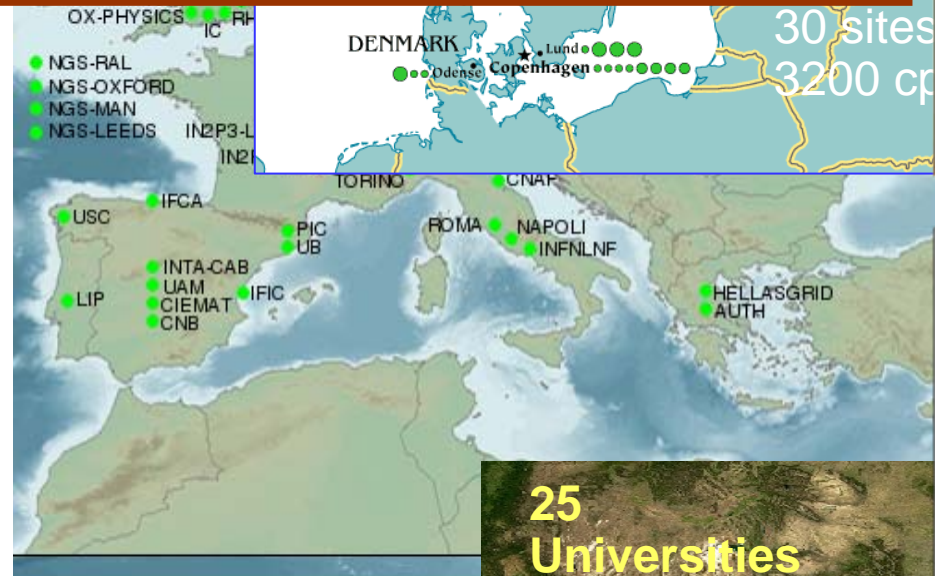 OX-PHYSICS
IC
NGS-RAL
NGS-OXFORD
NGS-MAN
NGS-LEEDS
DENMARK
Lund
Odense
Copenhagen
30 sites
3200
TORINO
CNAF
IFCA
USC
PIC
UB
ROMA
NAPOLI
INFNLNF
INTA-CAB
UAM
CIEMAT
CNB
LIP
IFIC
HELLASGRID
AUTH
25
Universities